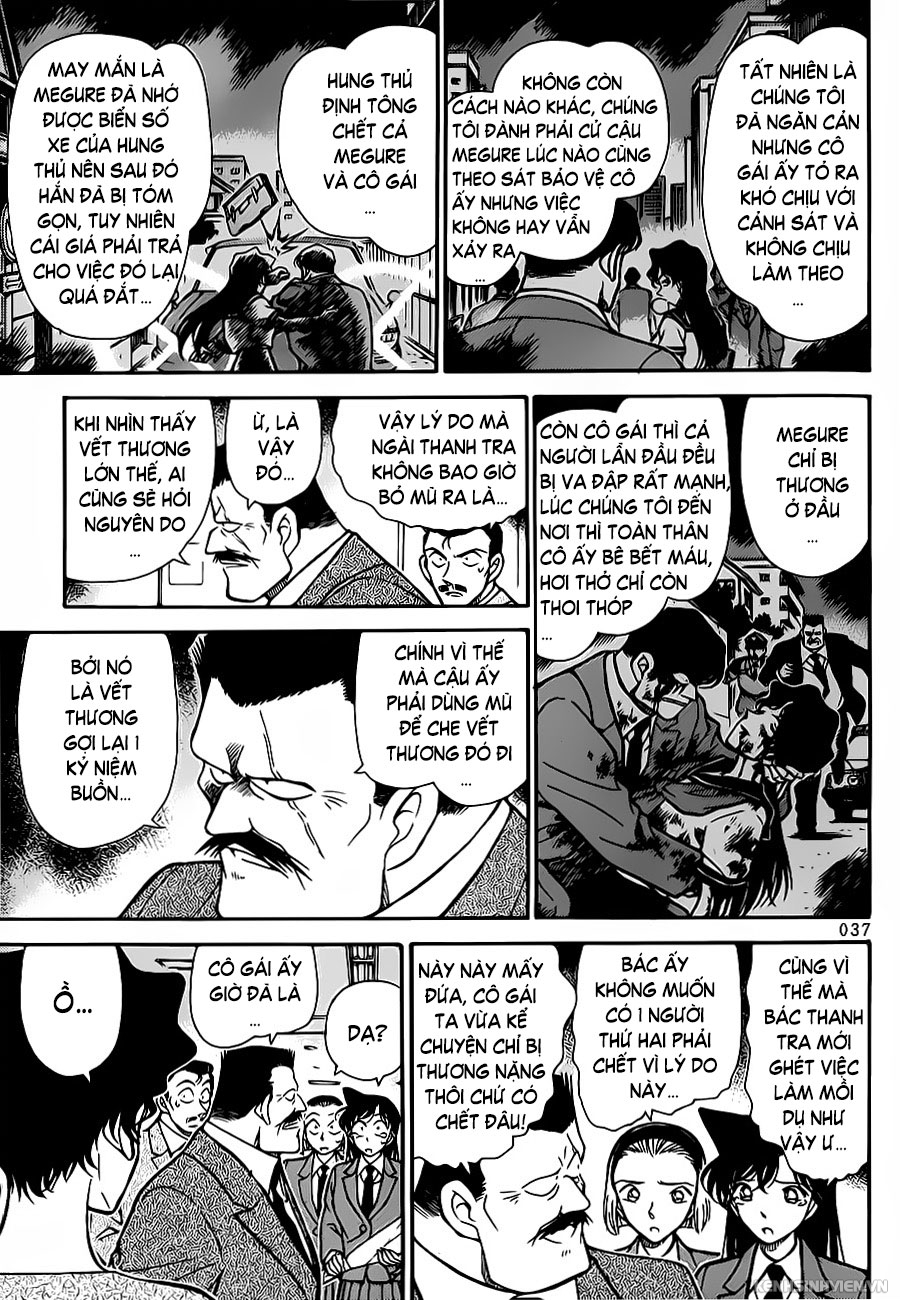 TẤT NHIÊN LÀ
CHÚNG TÔI
ĐÃ NGĂN CẢN
NHƯNG CÔ
GÁI ẤY TỎ RA
KHÓ CHỊU VỚI
CẢNH SÁT VÀ
KHÔNG CHỊU
LÀM THEO
...
KHÔNG CÒN
CÁCH NÀO KHÁC, CHÚNG
TÔI ĐÀNH PHẢI CỬ CẬU
MEGURE LÚC NÀO CŨNG
THEO SÁT BẢO VỆ CÔ
ẤY NHƯNG VIỆC
KHÔNG HAY VẪN
XẢY RA
...
HUNG THỦ
ĐỊNH TÔNG
CHẾT CẢ
MEGURE
VÀ CÔ GÁI
...
MAY MẮN LÀ
MEGURE ĐÃ NHỚ
ĐƯỢC BIỂN SỐ
XE CỦA HUNG
THỦ NÊN SAU ĐÓ
HẮN ĐÃ BỊ TÓM
GỌN, TUY NHIÊN
CÁI GIÁ PHẢI TRẢ
CHO VIỆC ĐÓ LẠI
QUÁ ĐẮT...
MEGURE
CHỈ BỊ
THƯƠNG
Ở ĐẦU
...
CÒN CÔ GÁI THÌ CẢ
NGƯỜI LẪN ĐẦU ĐỀU
BỊ VA ĐẬP RẤT MẠNH,
LÚC CHÚNG TÔI ĐẾN
NƠI THÌ TOÀN THÂN
CÔ ẤY BÊ BẾT MÁU,
HƠI THỞ CHỈ CÒN
THOI THÓP
...
VẬY LÝ DO MÀ
NGÀI THANH TRA
KHÔNG BAO GIỜ
BỎ MŨ RA LÀ...
Ừ, LÀ
VẬY
ĐÓ...
KHI NHÌN THẤY
VẾT THƯƠNG
LỚN THẾ, AI
CŨNG SẼ HỎI
NGUYÊN DO
...
CHÍNH VÌ THẾ
MÀ CẬU ẤY
PHẢI DÙNG MŨ
ĐỂ CHE VẾT
THƯƠNG ĐÓ ĐI
...
BỞI NÓ
LÀ VẾT
THƯƠNG
GỢI LẠI 1
KỶ NIỆM
BUỒN...
037
CŨNG VÌ
THẾ MÀ
BÁC THANH
TRA MỚI
GHÉT VIỆC
LÀM MỒI
DỤ NHƯ
VẬY Ư...
BÁC ẤY
KHÔNG MUỐN
CÓ 1 NGƯỜI
THỨ HAI PHẢI
CHẾT VÌ LÝ DO
NÀY...
NÀY NÀY MẤY
ĐỨA, CÔ GÁI
TA VỪA KỂ
CHUYỆN CHỈ BỊ
THƯƠNG NẶNG
THÔI CHỨ CÓ
CHẾT ĐÂU!
DẠ?
CÔ GÁI ẤY
GIỜ ĐÃ LÀ
...
Ồ...
KENHSINHVIEN.VN